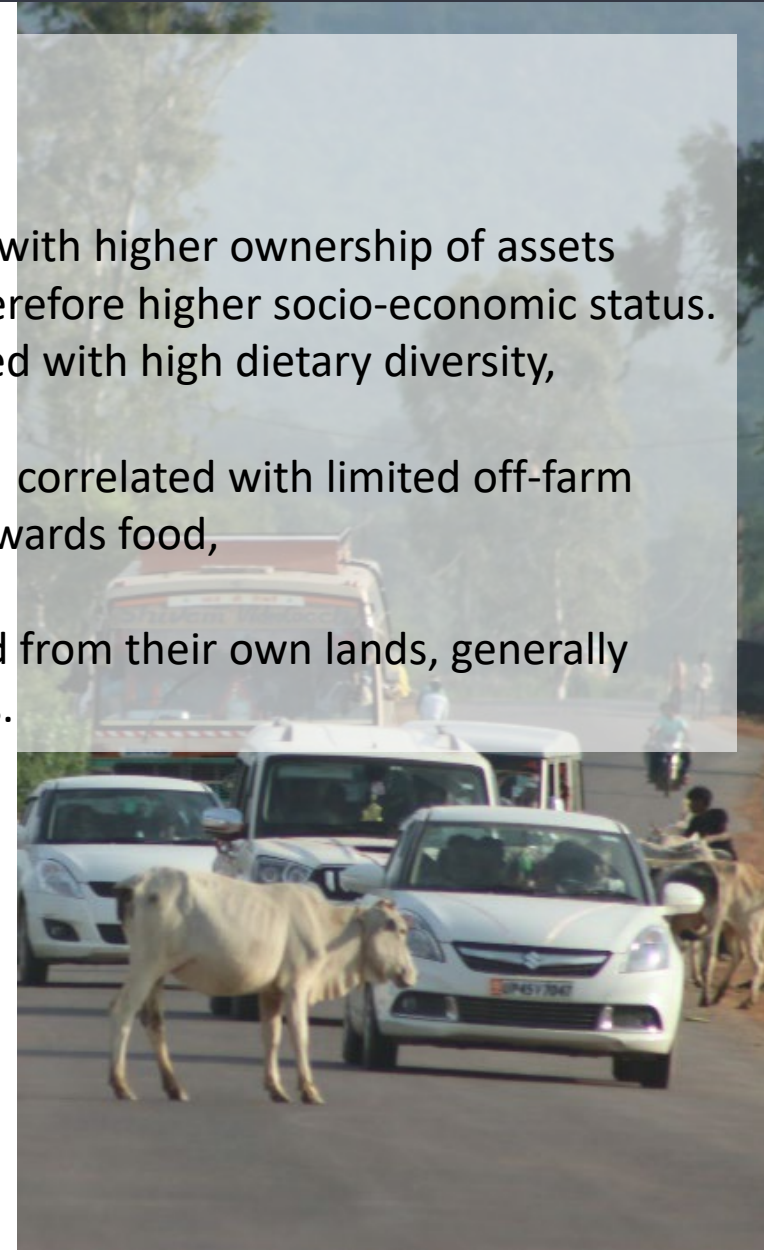 with higher ownership of assets
erefore higher socio-economic status.
ed with high dietary diversity,
correlated with limited off-farm
wards food,
d from their own lands, generally
.
UP45Y7047